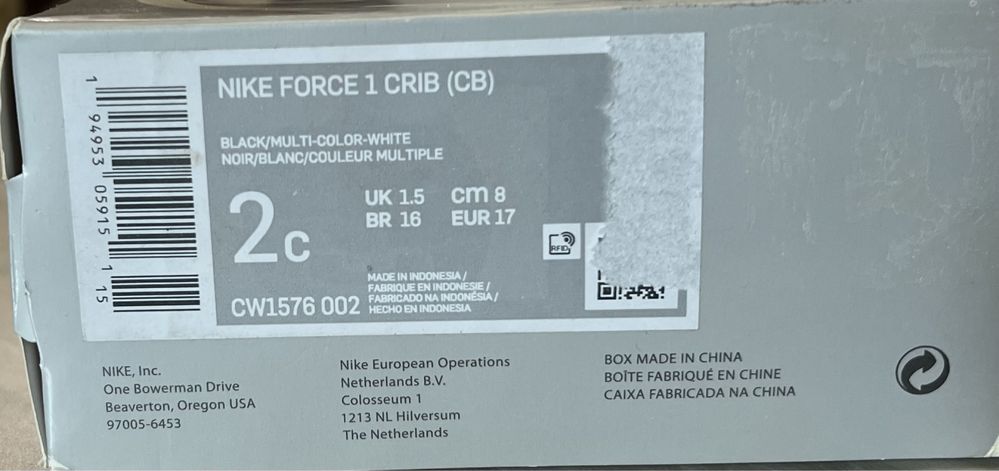 1 94953 05915 1 15
NIKE FORCE 1 CRIB (CB)
BLACK/MULTI-COLOR-WHITE
NOIR/BLANC/COULEUR MULTIPLE
2c
UK 1.5 cm 8
BR 16 EUR 17
RFID
MADE IN INDONESIA /
FABRIQUE EN INDONESIE /
FABRICADO NA INDONÉSIA /
HECHO EN INDONESIA
CW1576 002
NIKE, Inc.
One Bowerman Drive
Beaverton, Oregon USA
97005-6453
Nike European Operations
Netherlands B.V.
Colosseum 1
1213 NL Hilversum
The Netherlands
BOX MADE IN CHINA
BOÎTE FABRIQUÉ EN CHINE
CAIXA FABRICADA NA CHINA